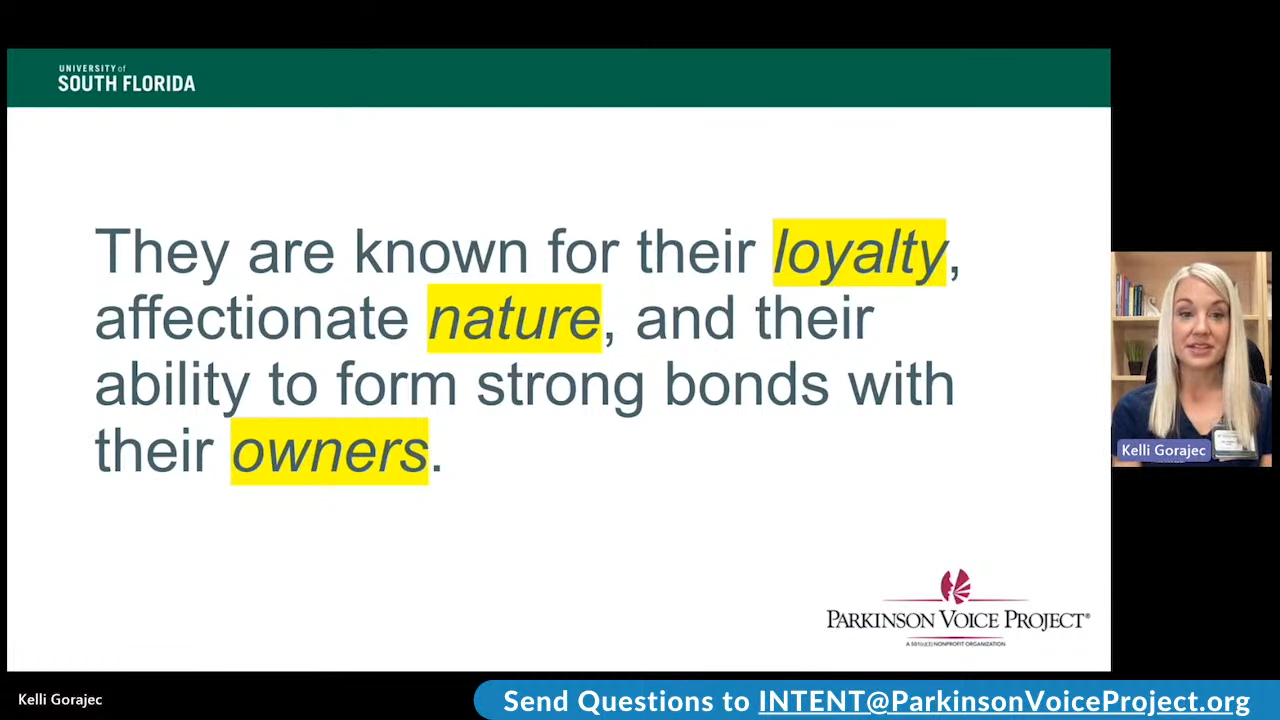 UNIVERSITY of
SOUTH FLORIDA
They are known for their loyalty,
affectionate nature, and their
ability to form strong bonds with
their owners.
PARKINSON VOICE PROJECT®
A 501(c)(3) NONPROFIT ORGANIZATION
Kelli Gorajec
Kelli Gorajec
Send Questions to INTENT@ParkinsonVoiceProject.org